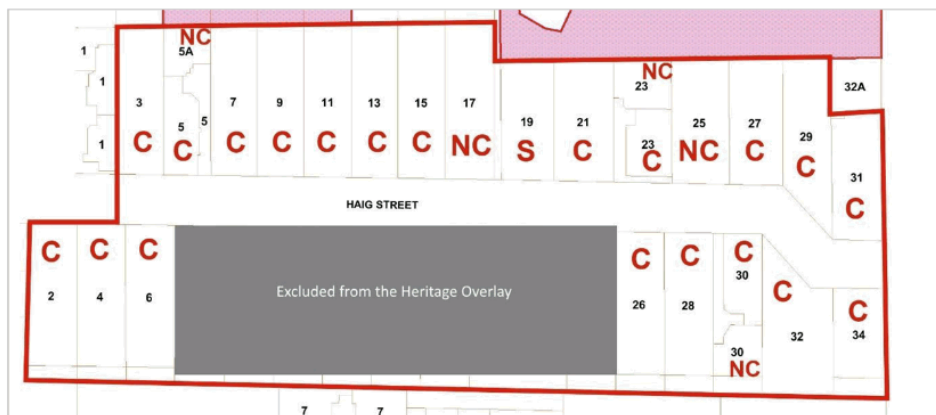 1
NC
5A
1
3
5
5
7
9
11
13
15
17
1
C
C
C
C
C
C
C
NC
19
S
21
C
NC
23
23
C
25
NC
27
C
29
C
32A
31
C
HAIG STREET
C
C
C
2
4
6
Excluded from the Heritage Overlay
C
C
C
30
26
28
C
32
C
34
30
NC
7
7